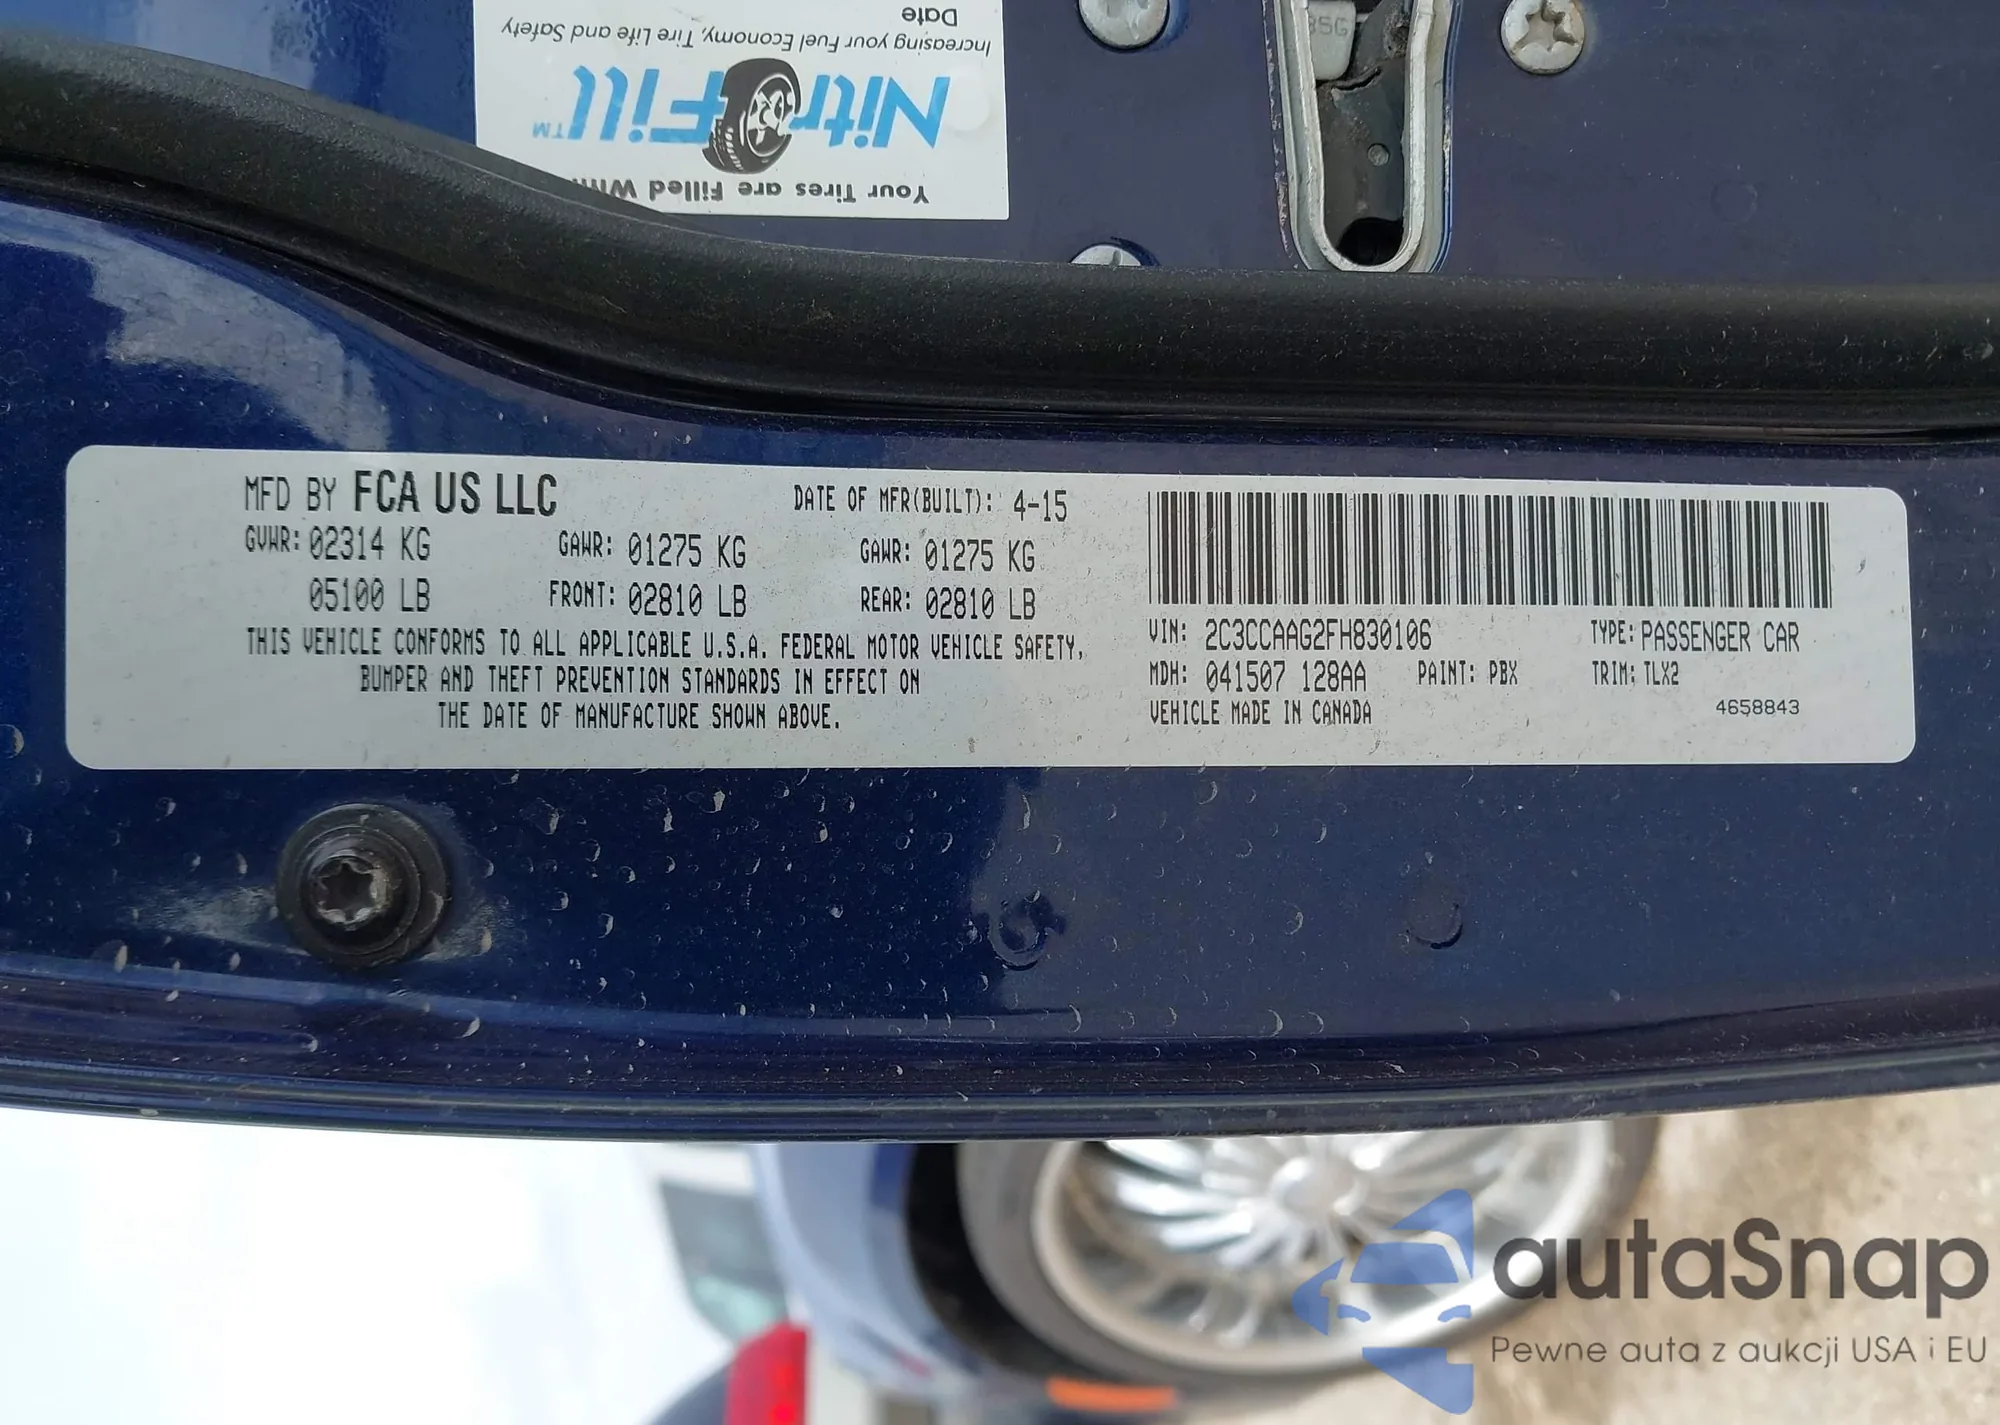 Your Tires are Filled With
NitroFill™
Increasing your Fuel Economy, Tire Life and Safety
Date
MFD BY FCA US LLC
DATE OF MFR(BUILT): 4-15
GVWR: 02314 KG
GAWR: 01275 KG
GAWR: 01275 KG
05100 LB
FRONT: 02810 LB
REAR: 02810 LB
THIS VEHICLE CONFORMS TO ALL APPLICABLE U.S.A. FEDERAL MOTOR VEHICLE SAFETY,
BUMPER AND THEFT PREVENTION STANDARDS IN EFFECT ON
THE DATE OF MANUFACTURE SHOWN ABOVE.
VIN: 2C3CCAAG2FH830106
TYPE: PASSENGER CAR
MDH: 041507 128AA
PAINT: PBX
TRIM: TLX2
VEHICLE MADE IN CANADA
4658843
autaSnap
Pewne auta z aukcji USA i EU